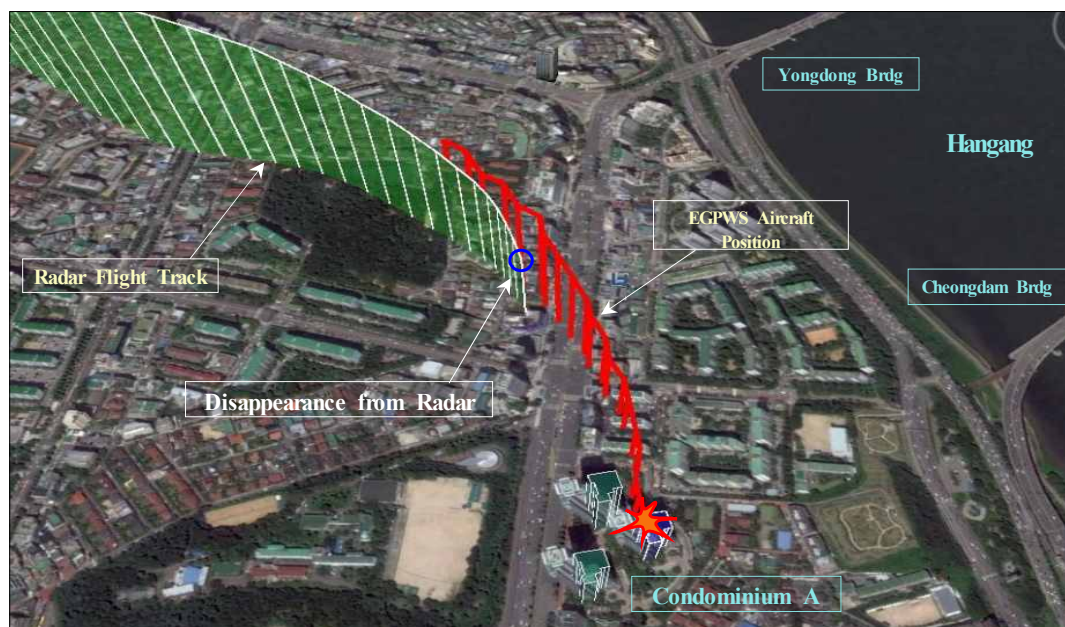 Yongdong Brdg
Hangang
EGPWS Aircraft
Position
Radar Flight Track
Cheongdam Brdg
Disappearance from Radar
Condominium A